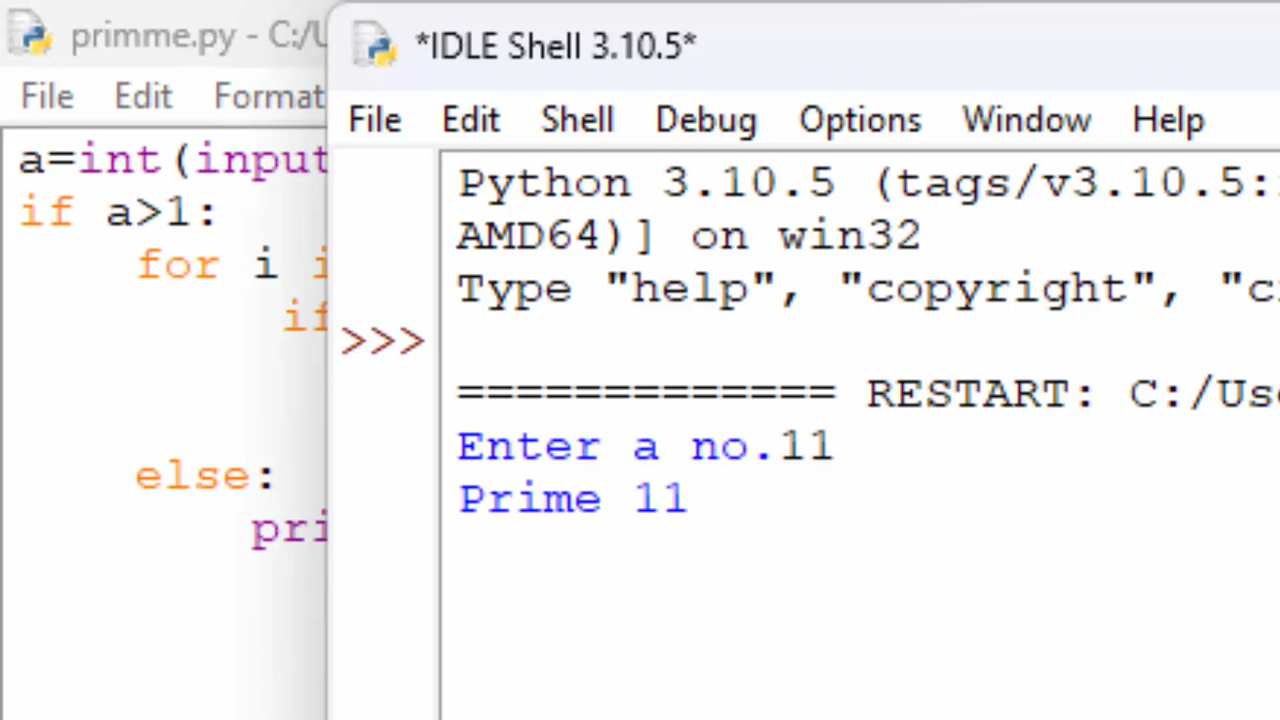 primme.py - C:/U
File Edit Format
a=int(input
if a>1:
for i i
if
else:
pri
*IDLE Shell 3.10.5*
File Edit Shell Debug Options Window Help
Python 3.10.5 (tags/v3.10.5:
AMD64)] on win32
Type "help", "copyright", "c
>>>
============= RESTART: C:/Us
Enter a no.11
Prime 11